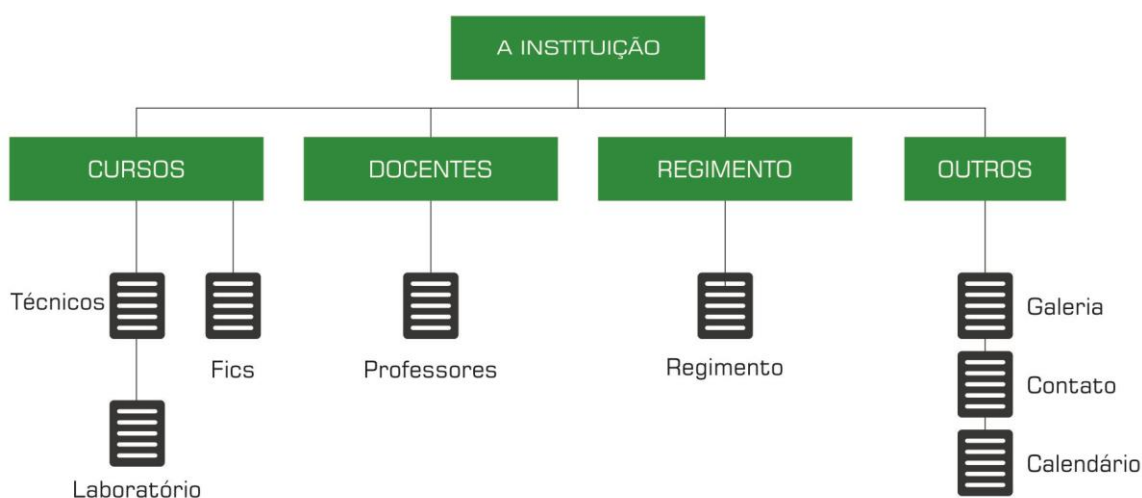 A INSTITUIÇÃO
CURSOS
DOCENTES
REGIMENTO
OUTROS
Técnicos
Fics
Laboratório
Professores
Regimento
Galeria
Contato
Calendário